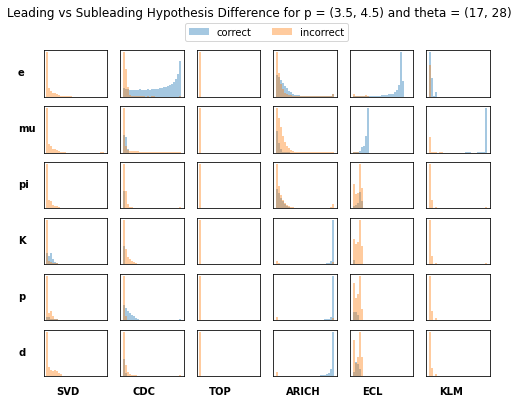 Leading vs Subleading Hypothesis Difference for p = (3.5, 4.5) and theta = (17, 28)
correct incorrect
e
mu
pi
K
p
d
SVD CDC TOP ARICH ECL KLM